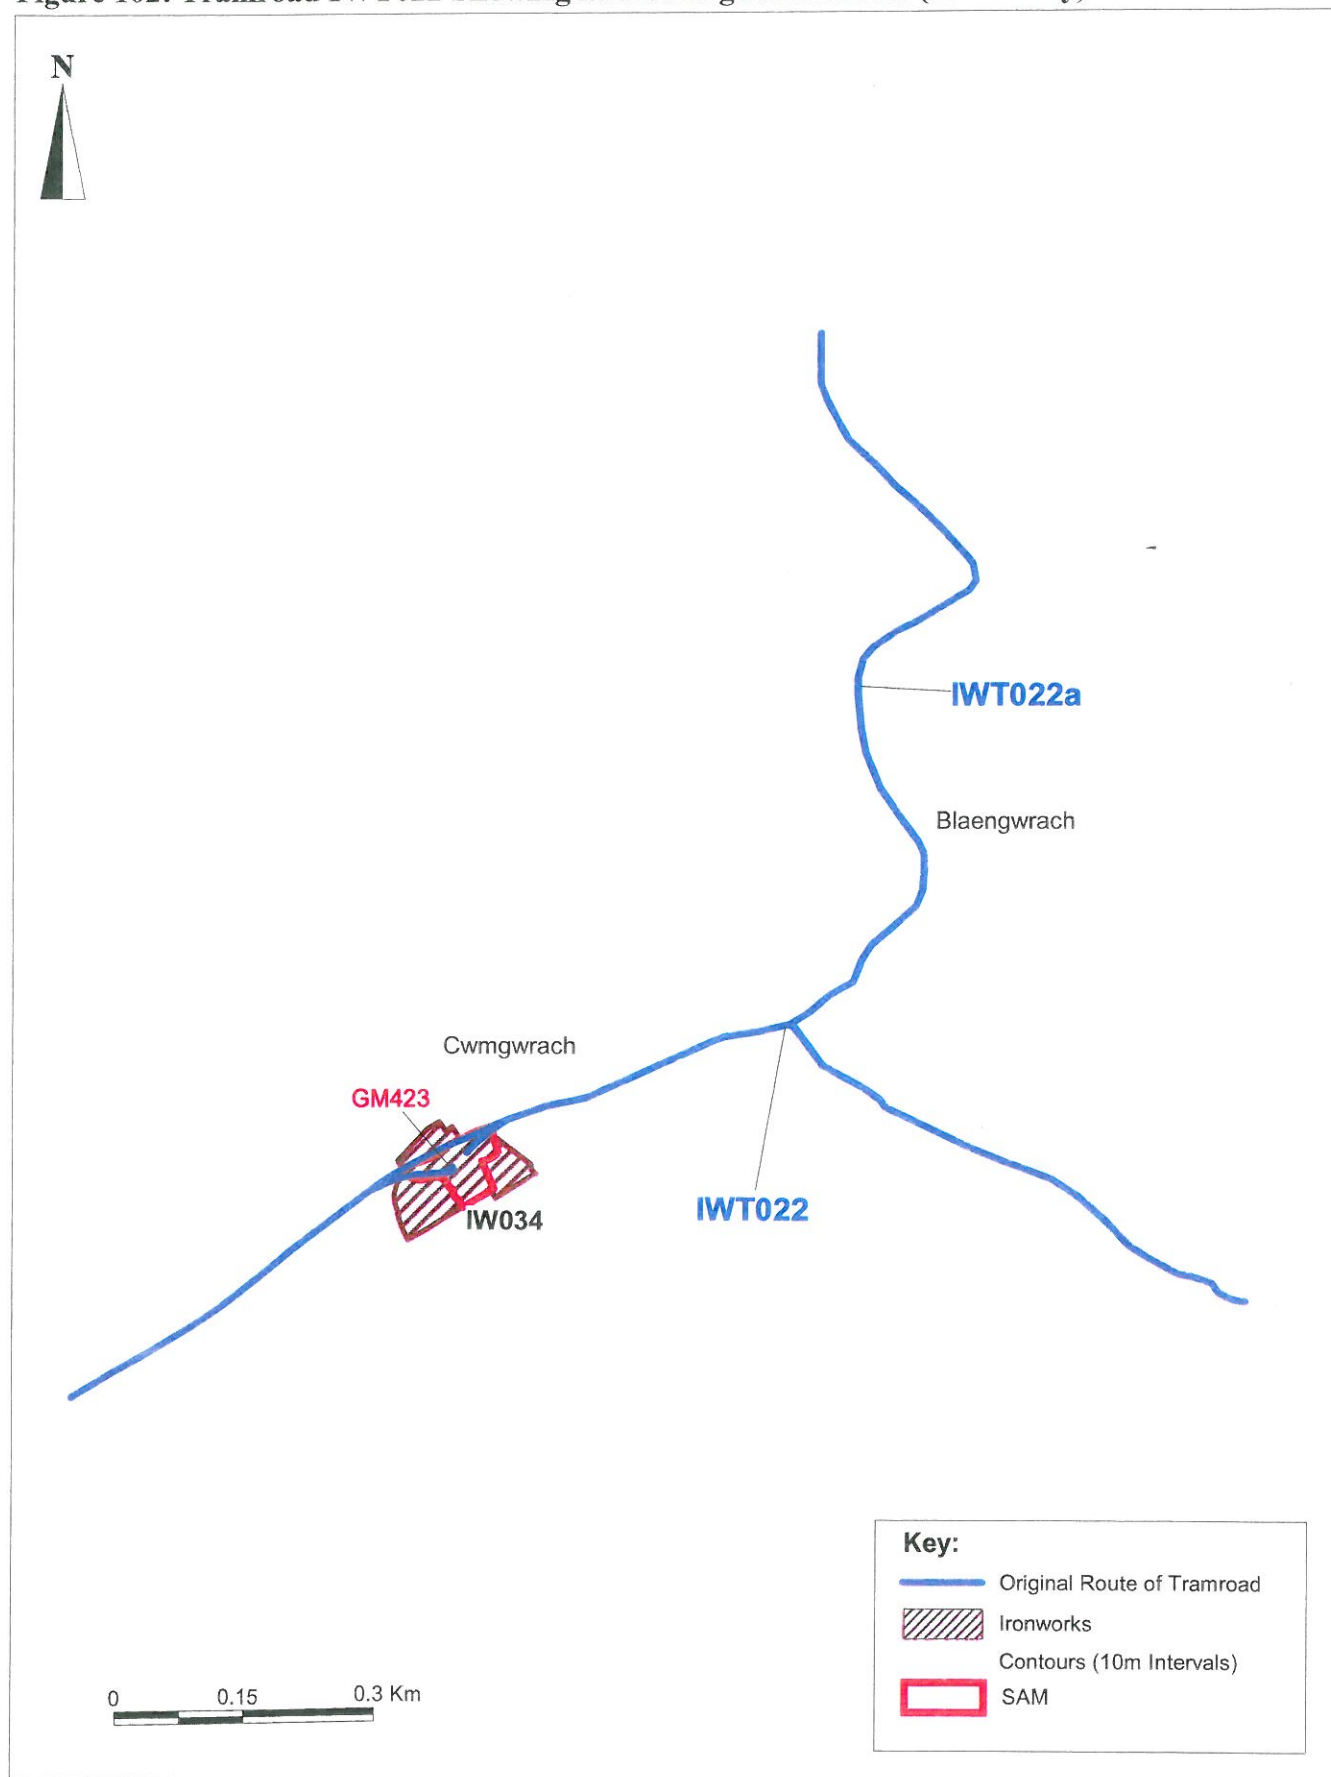 N
IWT022a
Blaengwrach
Cwmgwrach
GM423
IW034
IWT022
Key:
Original Route of Tramroad
Ironworks
Contours (10m Intervals)
SAM
0 0.15 0.3 Km